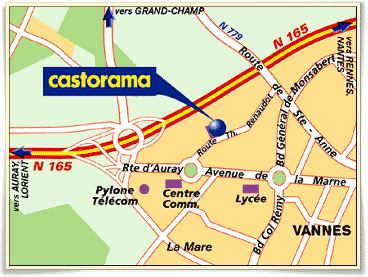 vers GRAND-CHAMP
N 779
N 165
vers RENNES,
NANTES
castorama
Route de Ste - Anne
Bd Général de Monsabert
Route Th. Renaudot
N 165
vers AURAY,
LORIENT
Rte d'Auray
Avenue de la Marne
Pylone
Télécom
Centre
Comm.
Lycée
Bd Col Remy
VANNES
La Mare